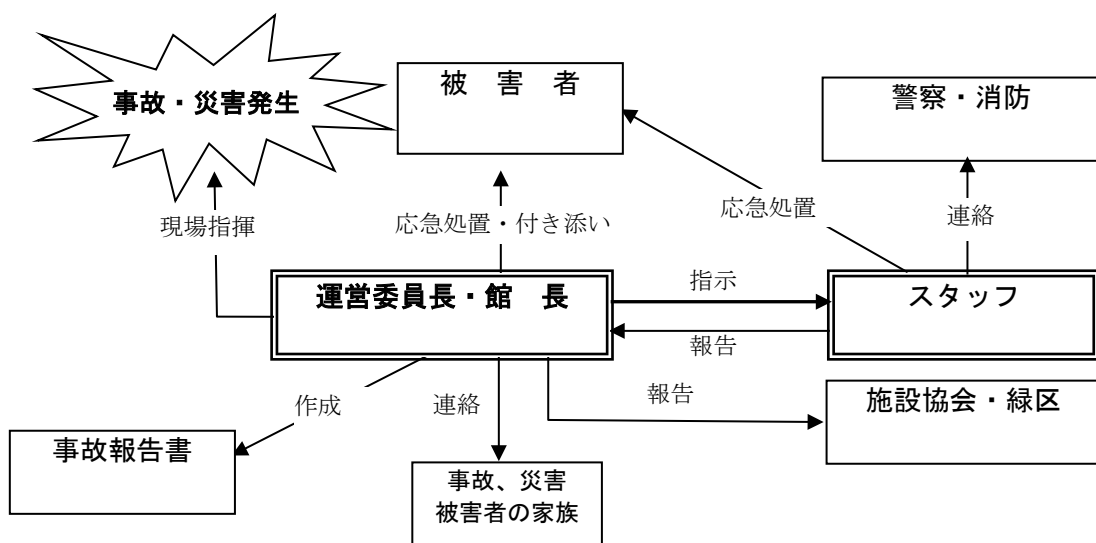 事故・災害発生
被　害　者
警察・消防
現場指揮
応急処置・付き添い
応急処置
連絡
運営委員長・館　長
指示
報告
スタッフ
作成
連絡
報告
施設協会・緑区
事故報告書
事故、災害
被害者の家族